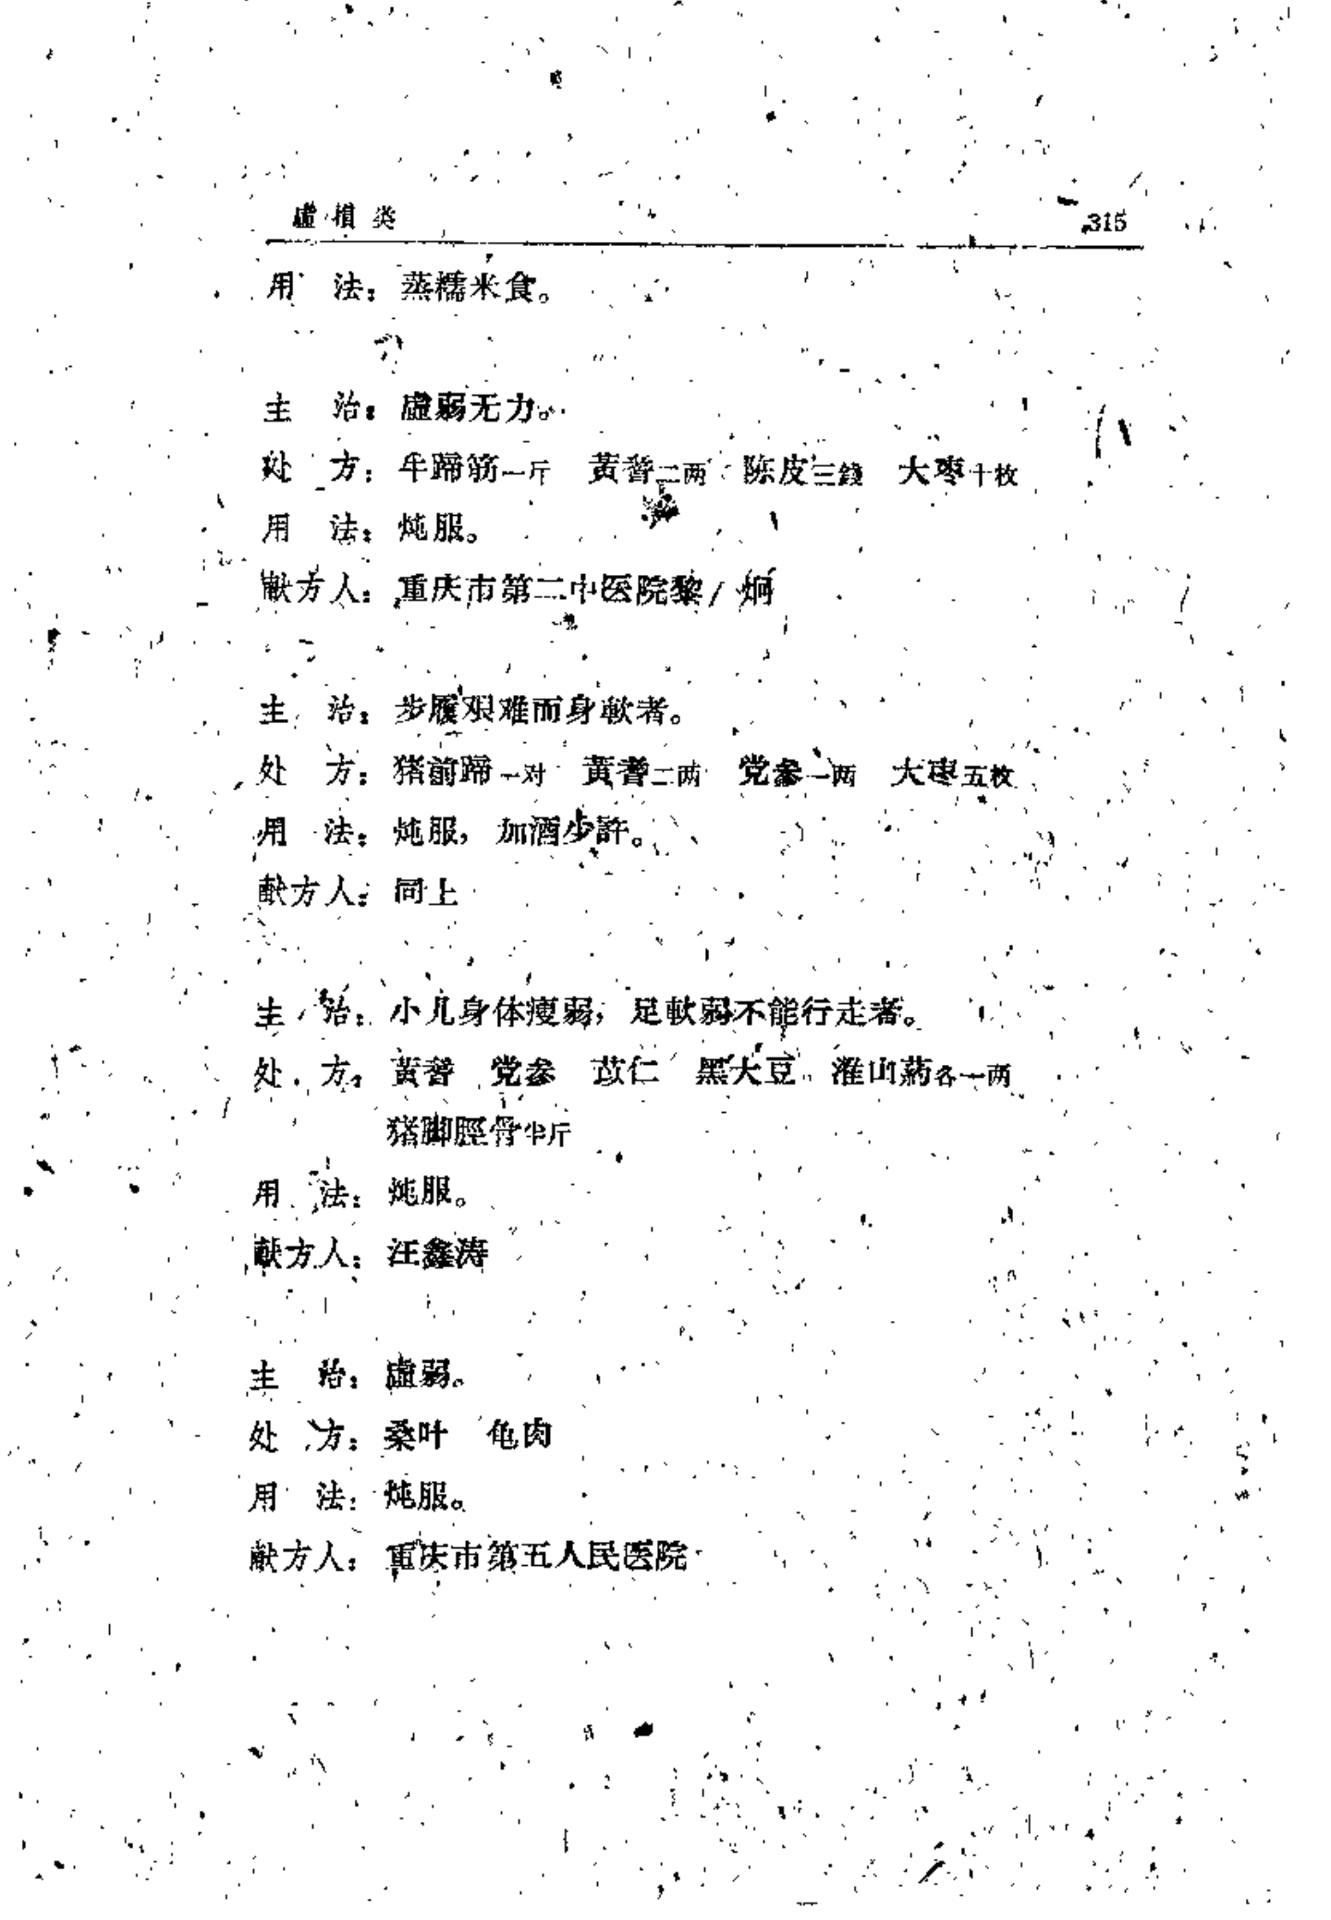 虛損类 315
用 法：蒸糯米食。
主 治：虛弱无力。
处 方：牛蹄筋一斤 黃耆二两 陈皮三錢 大枣十枚
用 法：炖服。
献方人：重庆市第二中医院黎 炯
主 治：步履艰难而身軟者。
处 方：猪前蹄一对 黃耆二两 党参一两 大枣五枚
用 法：炖服，加酒少許。
献方人：同上
主 治：小儿身体瘦弱，足軟弱不能行走者。
处 方：黃耆 党参 苡仁 黑大豆 淮山葯各一两
猪脚脛骨半斤
用 法：炖服。
献方人：汪鑫涛
主 治：虛弱。
处 方：桑叶 龟肉
用 法：炖服。
献方人：重庆市第五人民医院